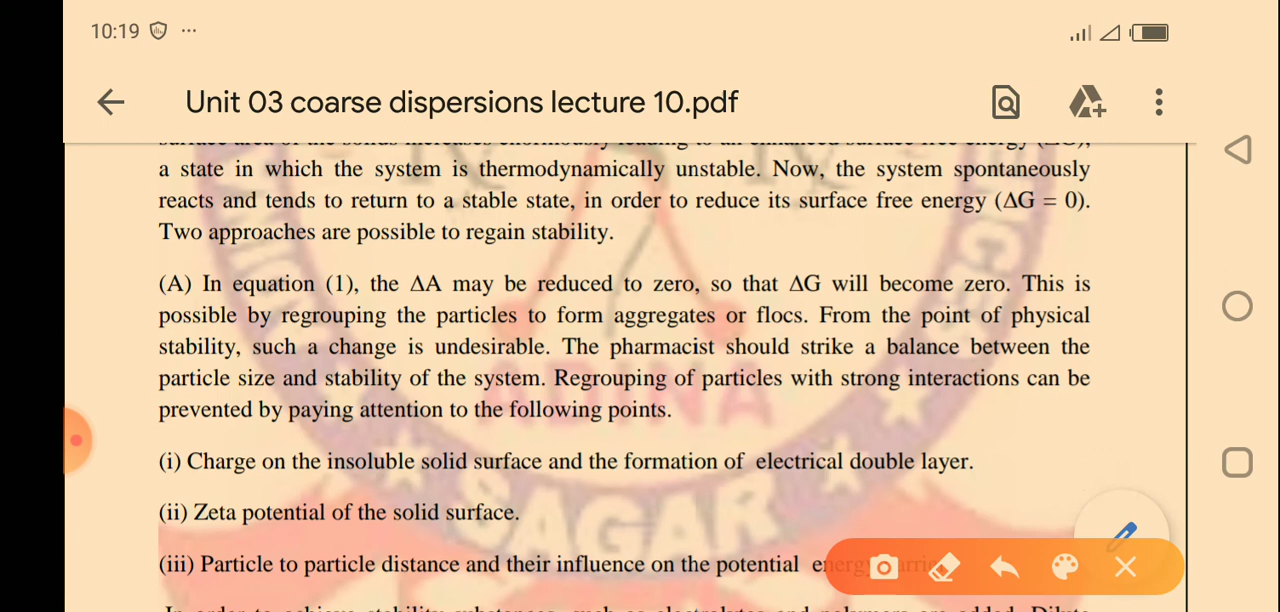 10:19 ...
Unit 03 coarse dispersions lecture 10.pdf
a state in which the system is thermodynamically unstable. Now, the system spontaneously
reacts and tends to return to a stable state, in order to reduce its surface free energy (ΔG = 0).
Two approaches are possible to regain stability.
(A) In equation (1), the ΔA may be reduced to zero, so that ΔG will become zero. This is
possible by regrouping the particles to form aggregates or flocs. From the point of physical
stability, such a change is undesirable. The pharmacist should strike a balance between the
particle size and stability of the system. Regrouping of particles with strong interactions can be
prevented by paying attention to the following points.
ADINA
(i) Charge on the insoluble solid surface and the formation of electrical double layer.
SAGAR
(ii) Zeta potential of the solid surface.
(iii) Particle to particle distance and their influence on the potential energy